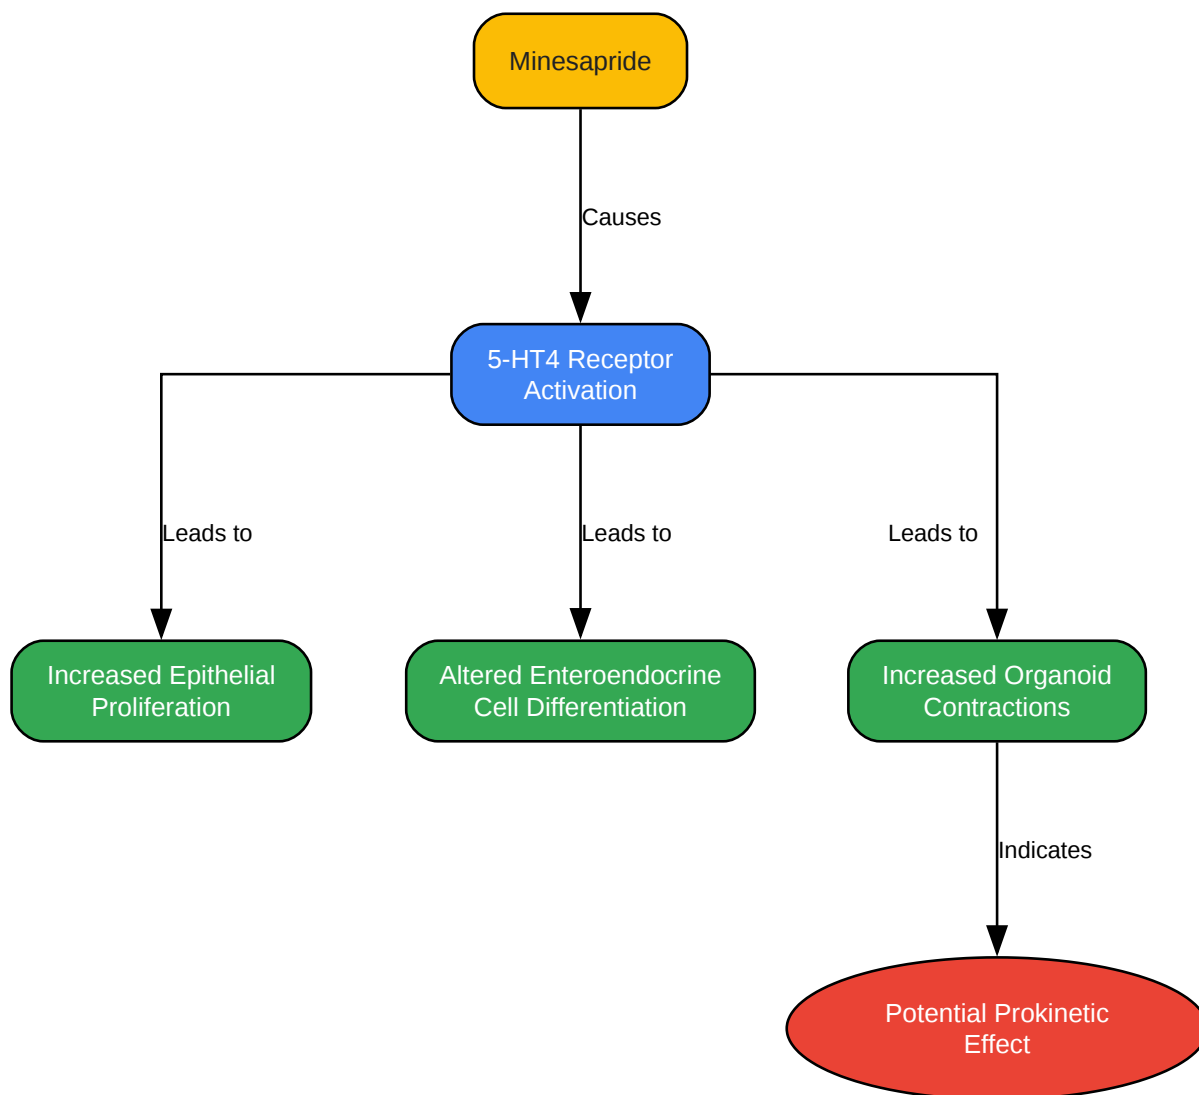 Minesapride
Causes
5-HT4 Receptor
Activation
Leads to
Leads to
Leads to
Increased Epithelial
Proliferation
Altered Enteroendocrine
Cell Differentiation
Increased Organoid
Contractions
Indicates
Potential Prokinetic
Effect